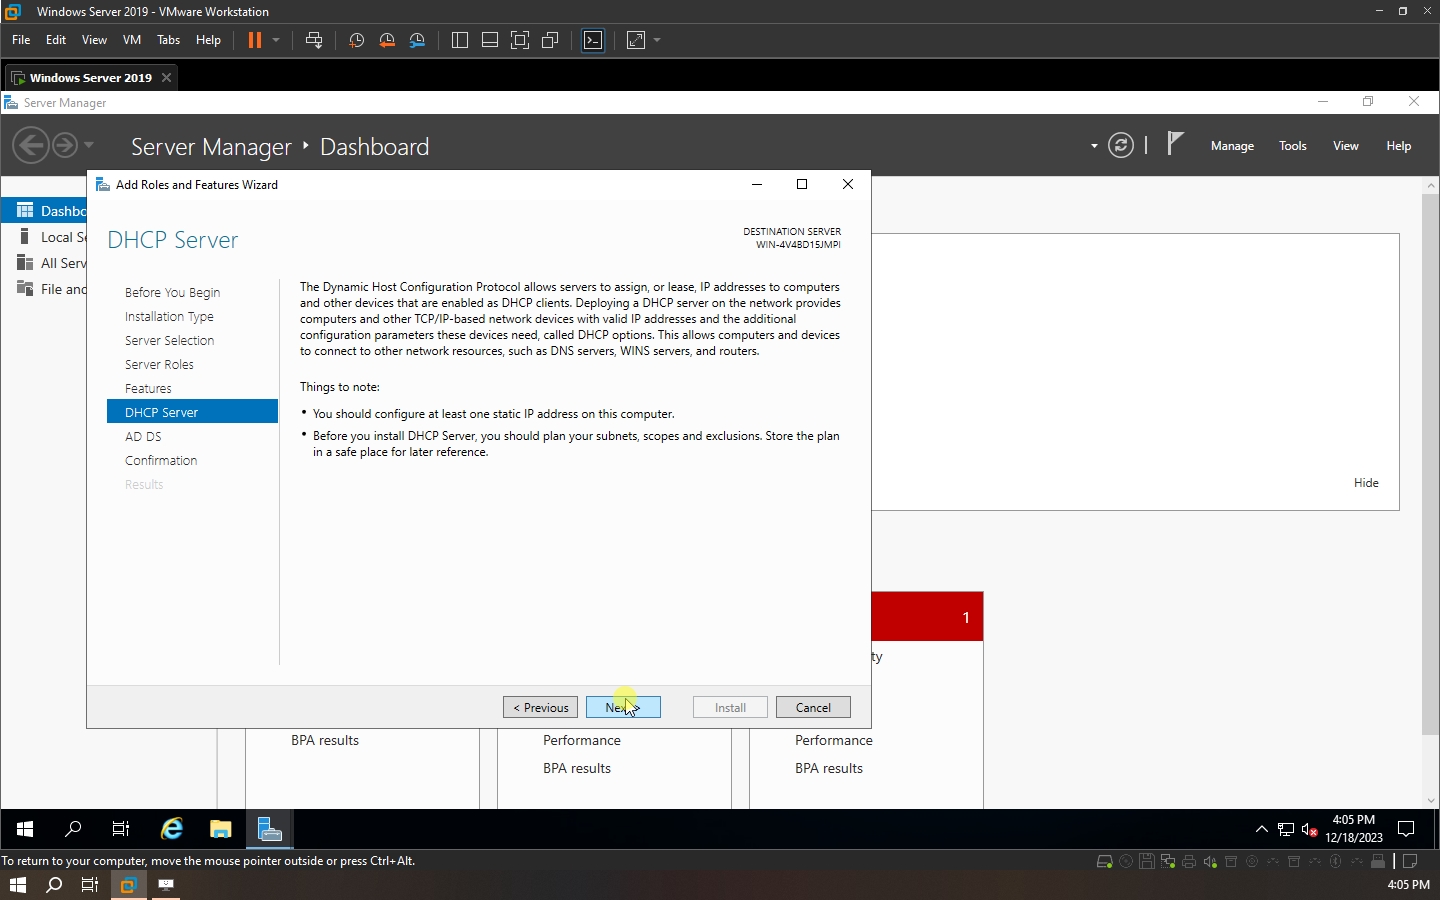 Windows Server 2019 - VMware Workstation
File Edit View VM Tabs Help
Windows Server 2019
Server Manager
Server Manager Dashboard
Manage Tools View Help
Add Roles and Features Wizard
DHCP Server
DESTINATION SERVER
WIN-4V4BD15JMPI
Local
All
Before You Begin
Installation Type
Server Selection
Server Roles
Features
DHCP Server
AD DS
Confirmation
Results
The Dynamic Host Configuration Protocol allows servers to assign, or lease, IP addresses to computers
and other devices that are enabled as DHCP clients. Deploying a DHCP server on the network provides
computers and other TCP/IP-based network devices with valid IP addresses and the additional
configuration parameters these devices need, called DHCP options. This allows computers and devices
to connect to other network resources, such as DNS servers, WINS servers, and routers.
Things to note:
• You should configure at least one static IP address on this computer.
• Before you install DHCP Server, you should plan your subnets, scopes and exclusions. Store the plan
in a safe place for later reference.
Hide
1
< Previous
Install
Cancel
BPA results
Performance
BPA results
Performance
BPA results
4:05 PM
12/18/2023
To return to your computer, move the mouse pointer outside or press Ctrl+Alt.
4:05 PM